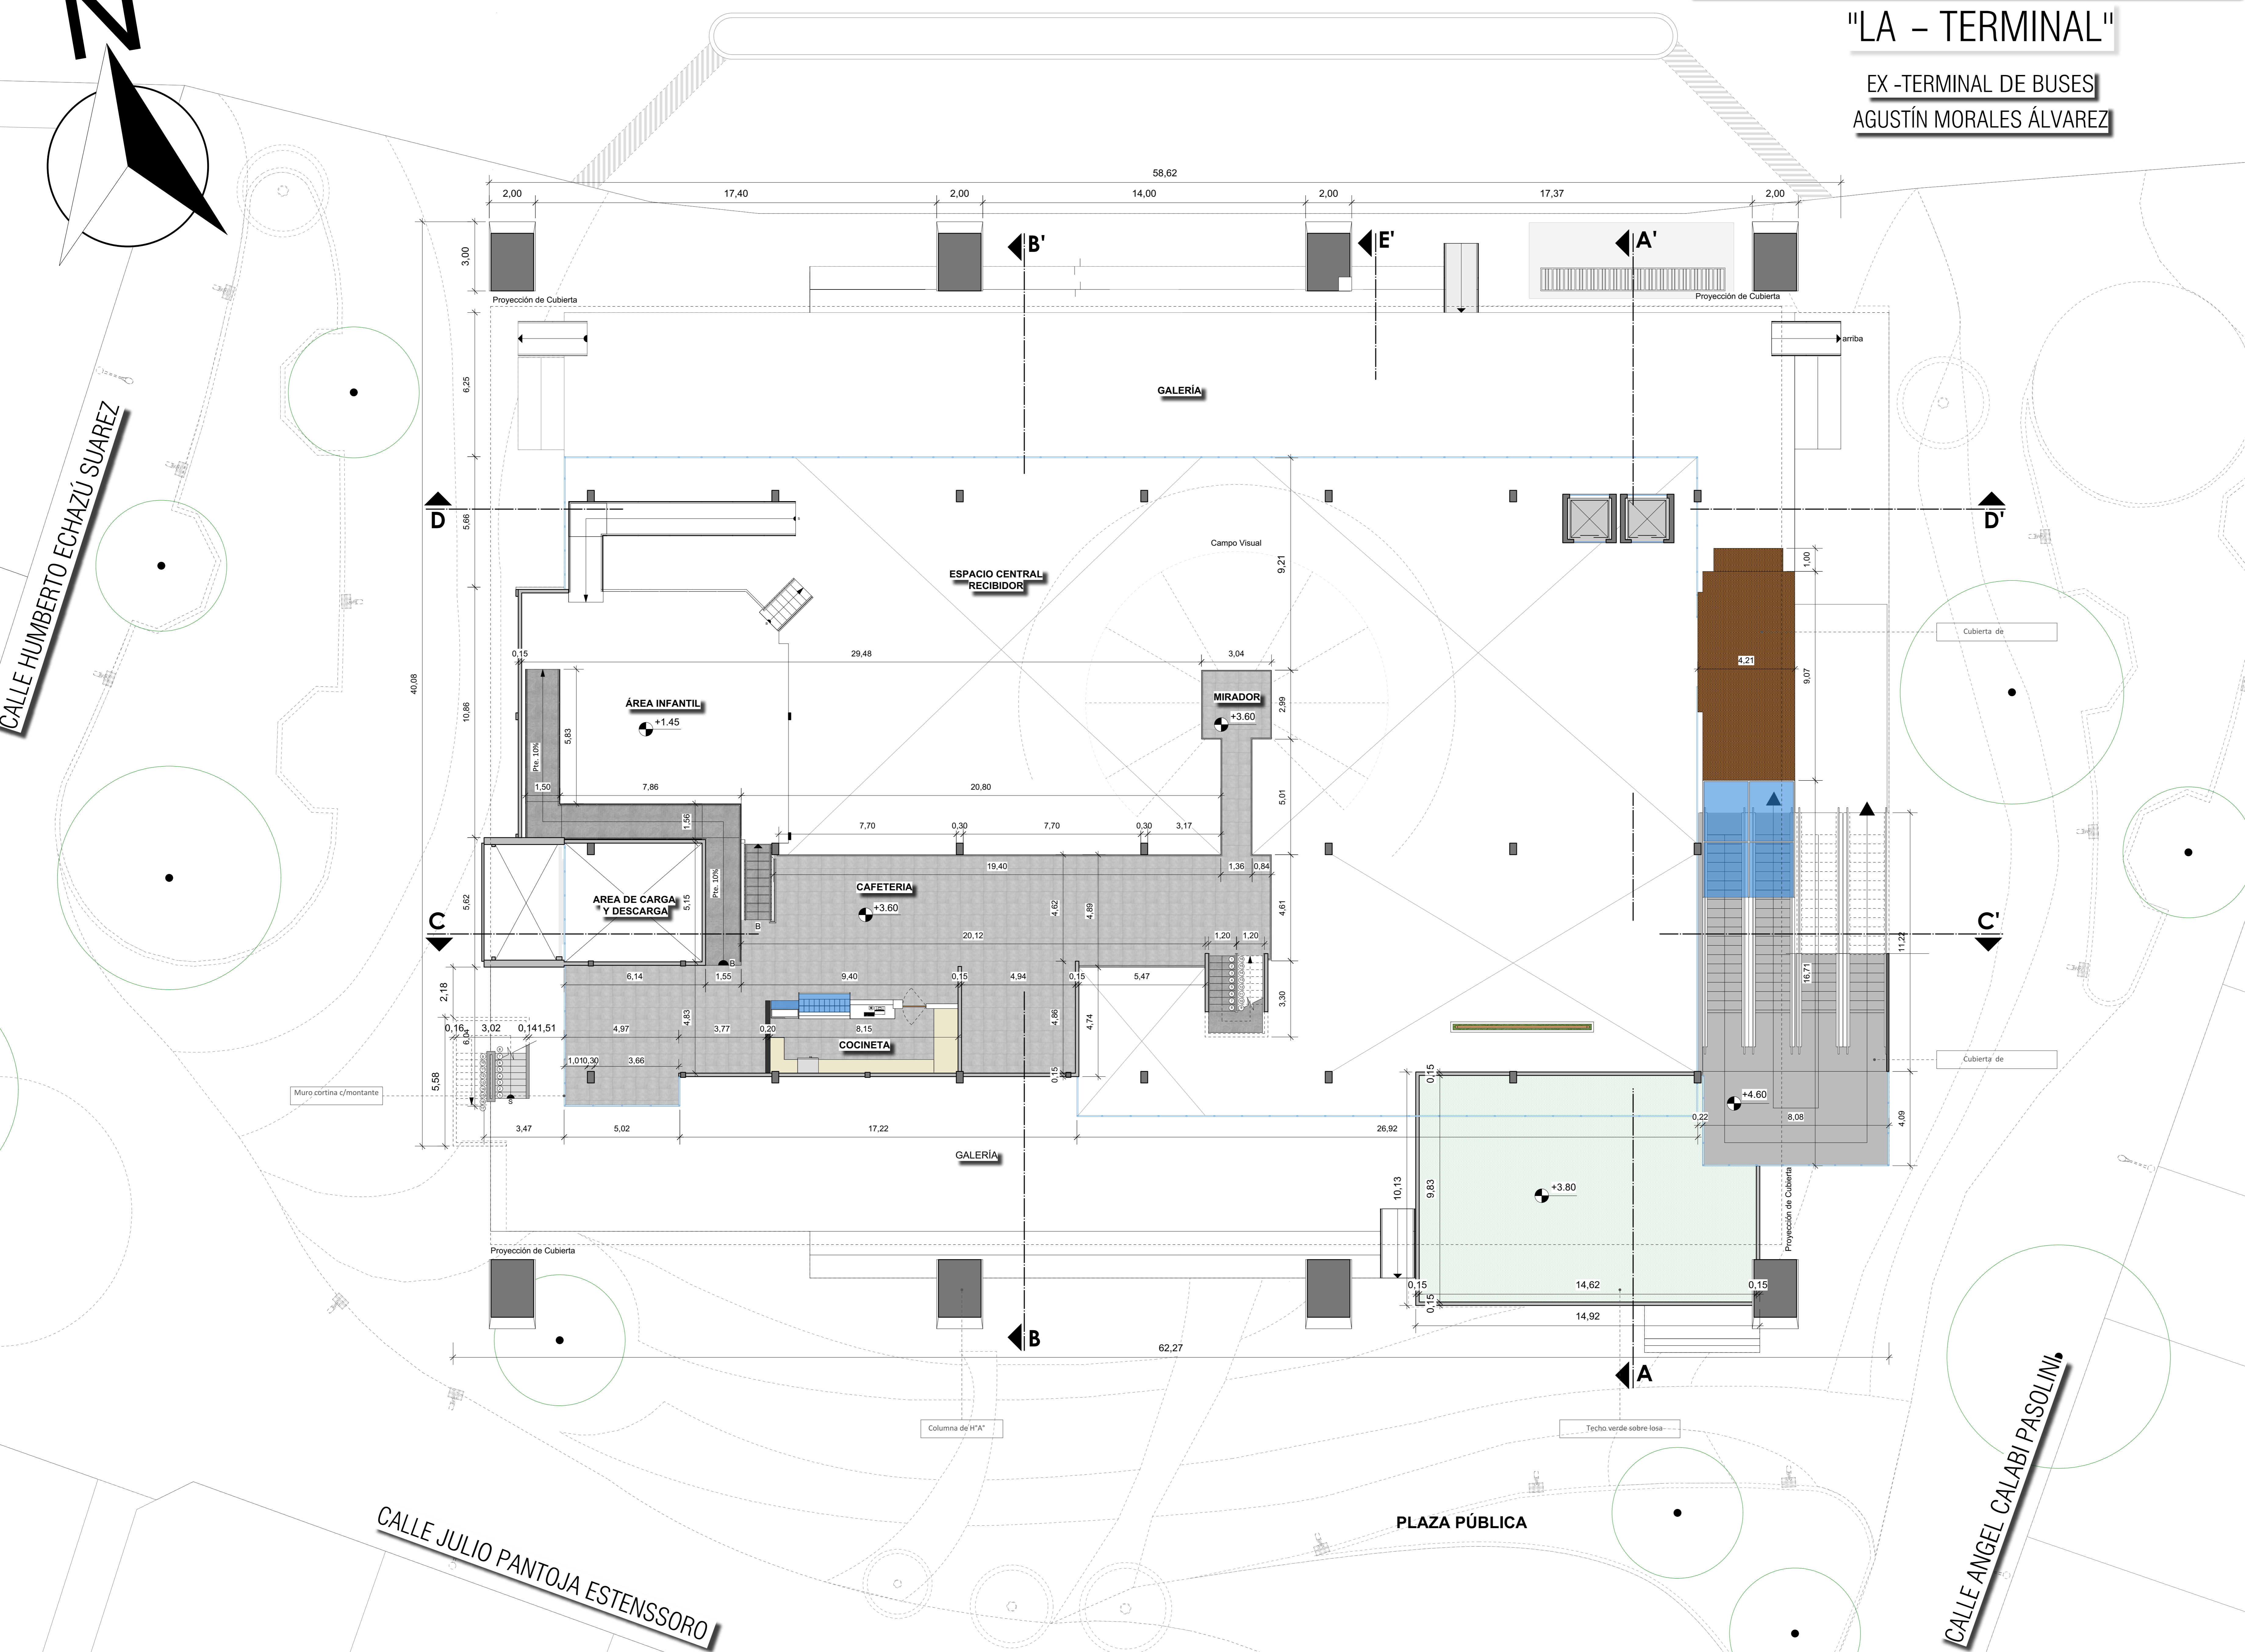 N
"LA – TERMINAL"
EX -TERMINAL DE BUSES
AGUSTÍN MORALES ÁLVAREZ
58,62
2,00
17,40
2,00
14,00
2,00
17,37
2,00
3,00
B'
E'
A'
Proyección de Cubierta
Proyección de Cubierta
arriba
6,25
GALERÍA
CALLE HUMBERTO ECHAZÚ SUAREZ
D
5,66
D'
Campo Visual
9,21
ESPACIO CENTRAL
RECIBIDOR
1,00
Cubierta de
0,15
29,48
3,04
4,21
9,07
40,08
10,86
ÁREA INFANTIL
+1.45
MIRADOR
+3.60
2,99
5,83
Pte. 10%
1,50
7,86
20,80
5,01
1,56
7,70
0,30
7,70
0,30
3,17
19,40
1,36
0,84
5,62
AREA DE CARGA
Y DESCARGA
5,15
Pte. 10%
CAFETERIA
+3.60
4,62
4,89
4,61
C
C'
B
20,12
1,20
1,20
11,22
B
6,14
1,55
9,40
0,15
4,94
0,15
5,47
16,71
2,18
3,30
0,16
3,02
0,14
1,51
6,04
4,97
4,83
3,77
0,20
8,15
4,86
4,74
COCINETA
1,01
0,30
3,66
0,15
5,58
Cubierta de
Muro cortina c/montante
S
0,15
+4.60
0,22
8,08
4,09
3,47
5,02
17,22
26,92
GALERÍA
10,13
9,83
+3.80
Proyección de Cubierta
Proyección de Cubierta
0,15
14,62
0,15
0,15
14,92
B
62,27
A
Columna de H"A"
Techo verde sobre losa
CALLE ANGEL CALABI PASOLINI
PLAZA PÚBLICA
CALLE JULIO PANTOJA ESTENSSORO